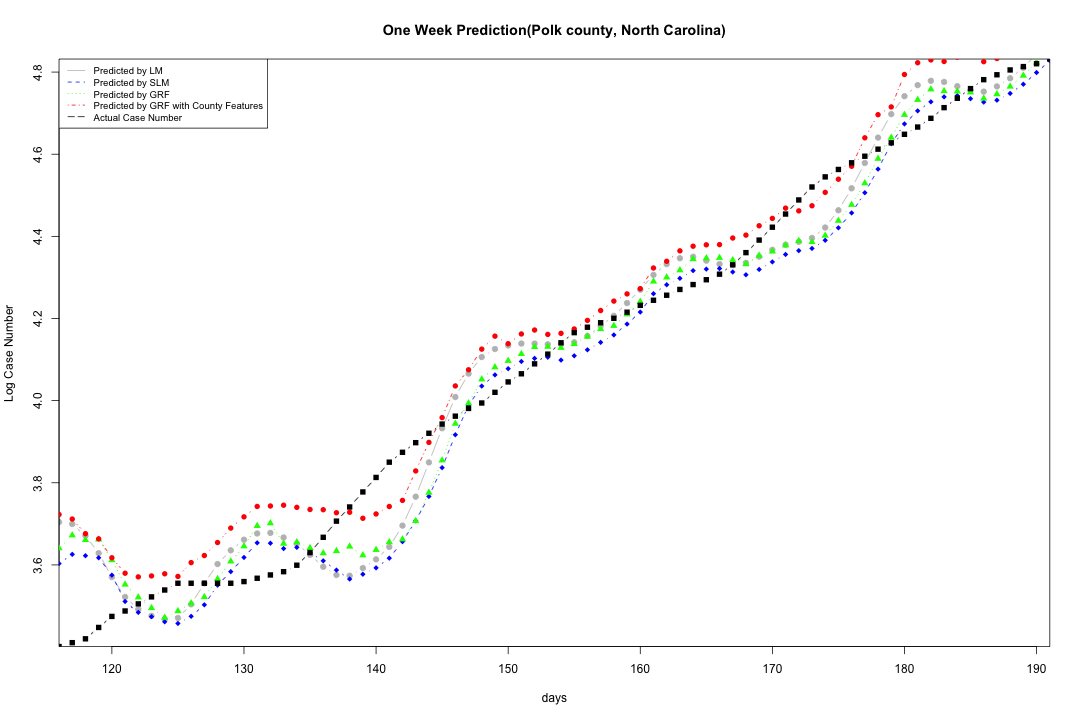 One Week Prediction(Polk county, North Carolina)
Predicted by LM
Predicted by SLM
Predicted by GRF
Predicted by GRF with County Features
Actual Case Number
4.8
4.6
4.4
4.2
4.0
3.8
3.6
Log Case Number
120 130 140 150 160 170 180 190
days